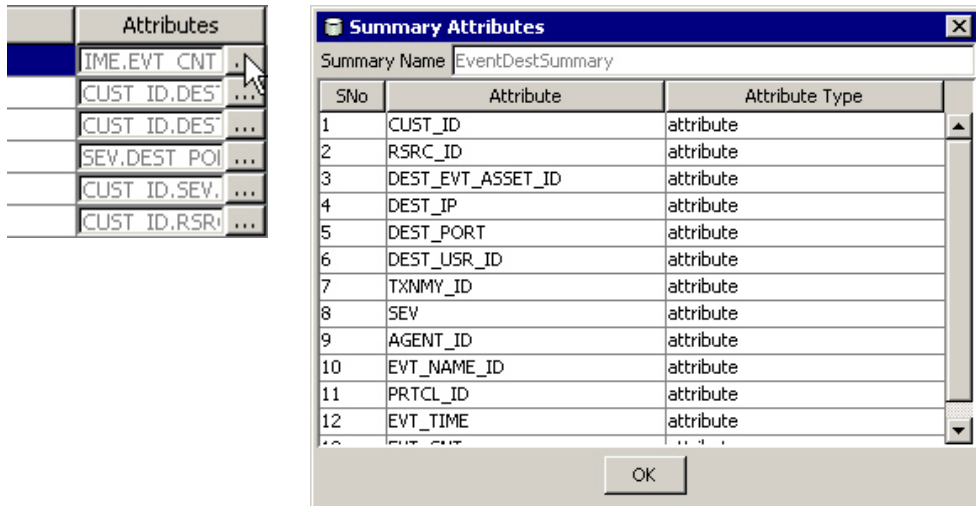 Attributes
IME.EVT_CNT ...
CUST_ID.DEST ...
CUST_ID.DEST ...
SEV.DEST_POI ...
CUST_ID.SEV. ...
CUST_ID.RSR ...
Summary Attributes
Summary Name EventDestSummary
SNo Attribute Attribute Type
1 CUST_ID attribute
2 RSRC_ID attribute
3 DEST_EVT_ASSET_ID attribute
4 DEST_IP attribute
5 DEST_PORT attribute
6 DEST_USR_ID attribute
7 TXNMY_ID attribute
8 SEV attribute
9 AGENT_ID attribute
10 EVT_NAME_ID attribute
11 PRTCL_ID attribute
12 EVT_TIME attribute
OK